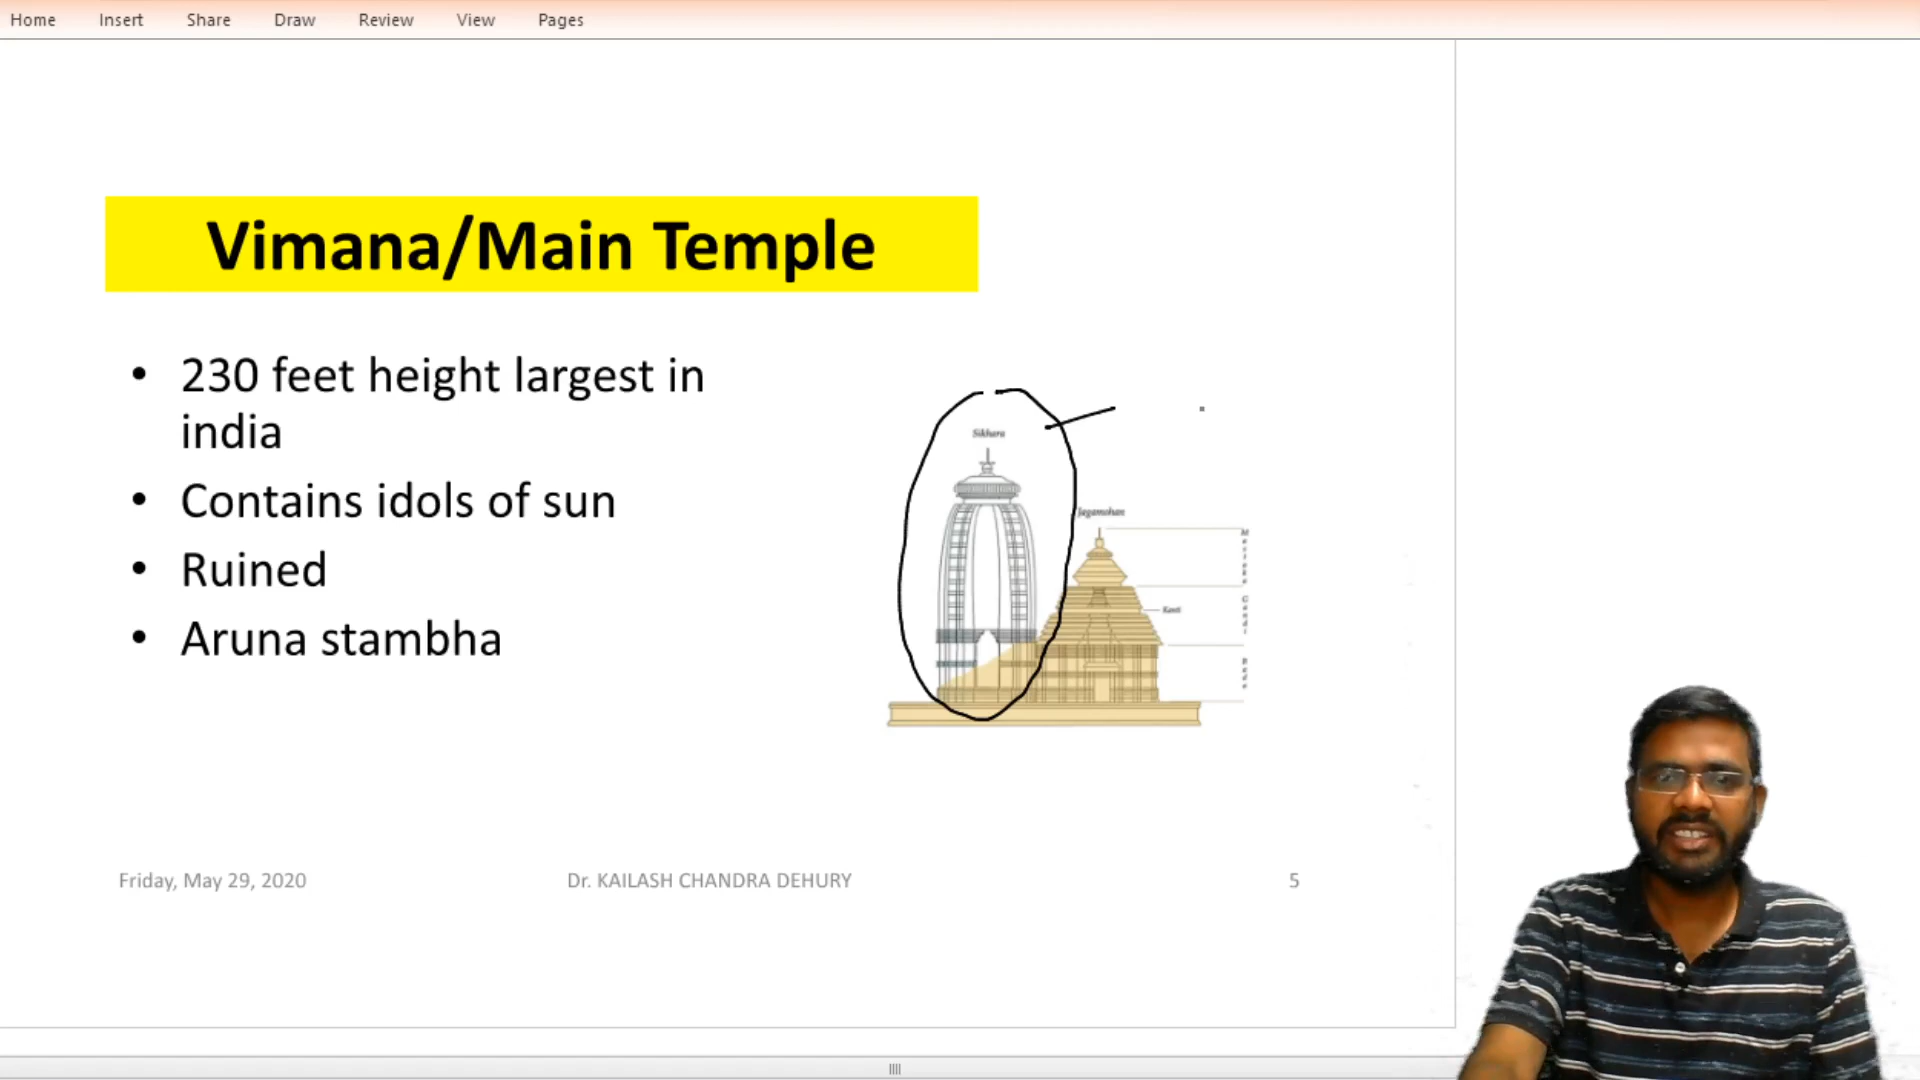 Home Insert Share Draw Review View Pages
Vimana/Main Temple
• 230 feet height largest in
india
• Contains idols of sun
• Ruined
• Aruna stambha
Sikhara
Jagamohan
Friday, May 29, 2020 Dr. KAILASH CHANDRA DEHURY 5